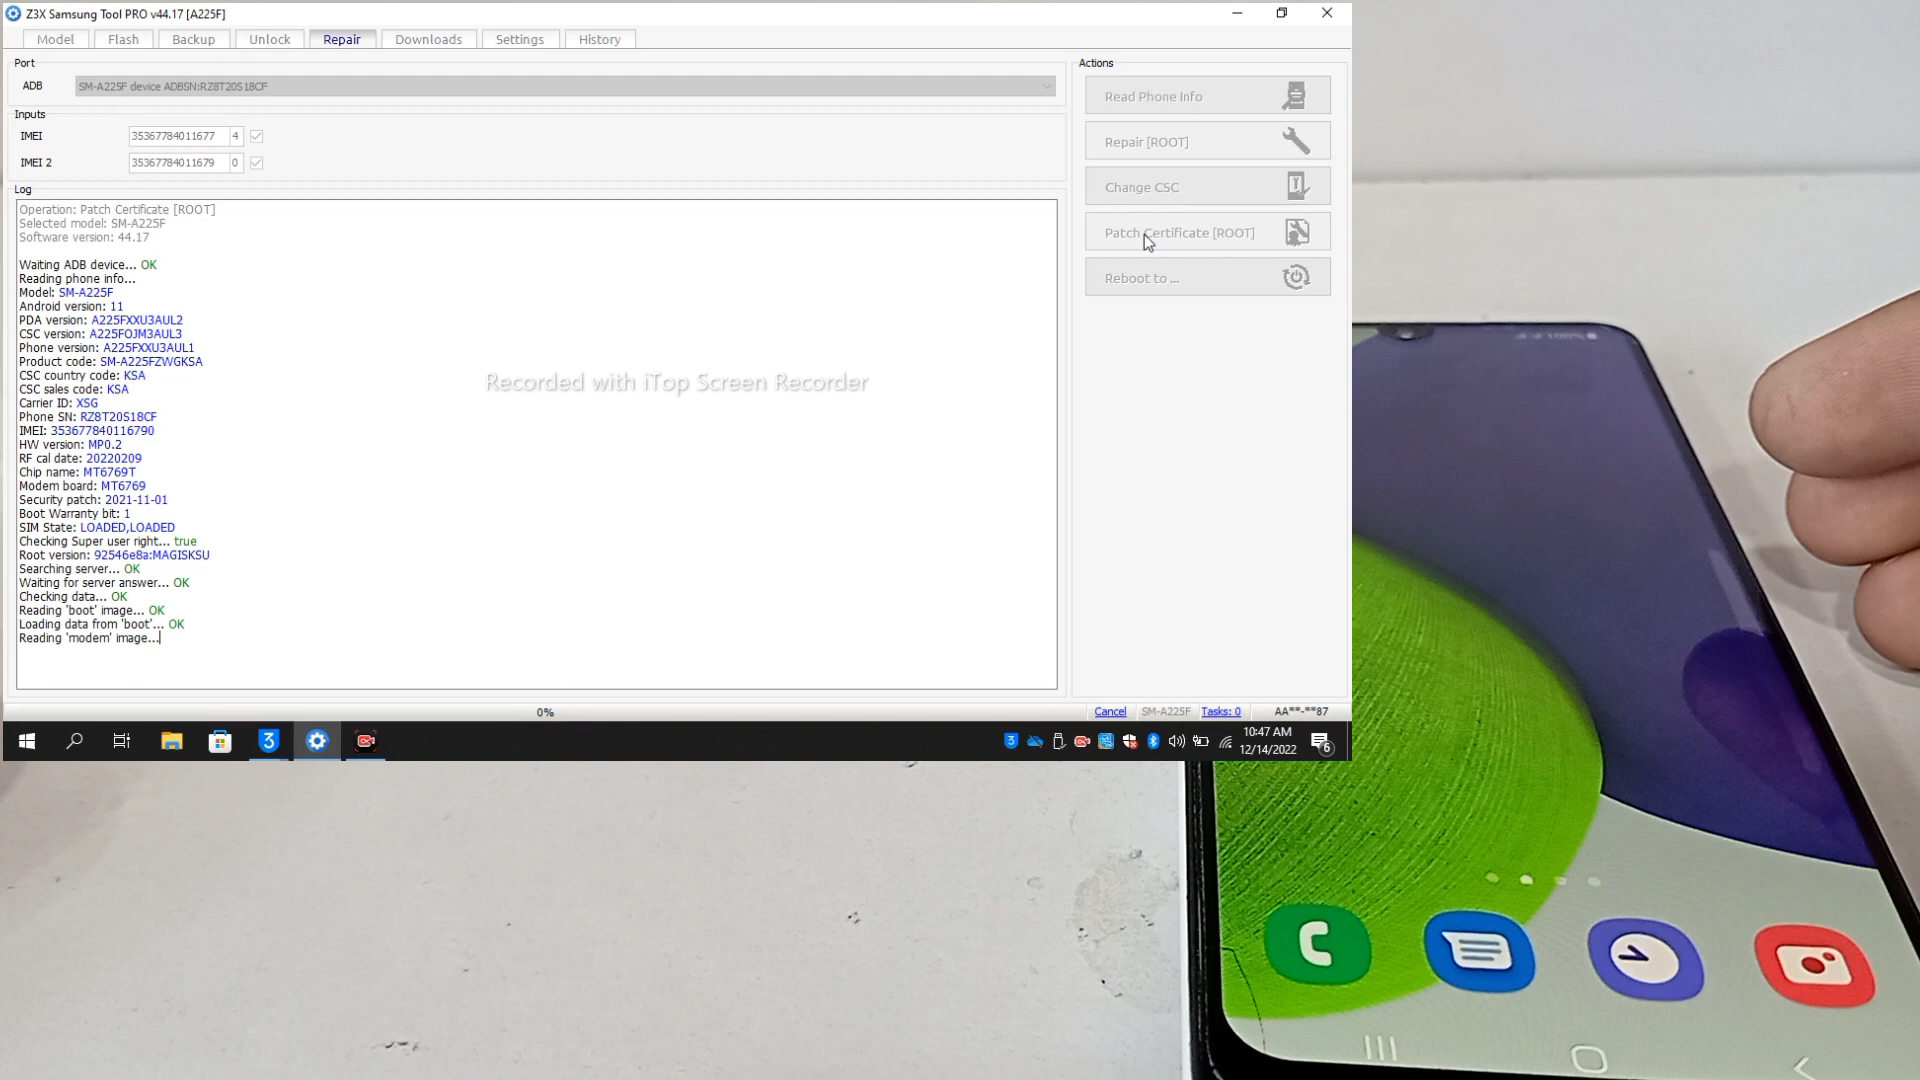 Z3X Samsung Tool PRO v44.17 [A225F]
Model
Flash
Backup
Unlock
Repair
Downloads
Settings
History
Port
ADB
SM-A225F device ADBSN:RZ8T20S18CF
Inputs
IMEI
35367784011677 4
IMEI 2
35367784011679 0
Log
Operation: Patch Certificate [ROOT]
Selected model: SM-A225F
Software version: 44.17
Waiting ADB device... OK
Reading phone info...
Model: SM-A225F
Android version: 11
PDA version: A225FXXU3AUL2
CSC version: A225FOJM3AUL3
Phone version: A225FXXU3AUL1
Product code: SM-A225FZWGKSA
CSC country code: KSA
CSC sales code: KSA
Carrier ID: XSG
Phone SN: RZ8T20S18CF
IMEI: 353677840116790
HW version: MP0.2
RF cal date: 20220209
Chip name: MT6769T
Modem board: MT6769
Security patch: 2021-11-01
Boot Warranty bit: 1
SIM State: LOADED,LOADED
Checking Super user right... true
Root version: 92546e8a:MAGISKSU
Searching server... OK
Waiting for server answer... OK
Checking data... OK
Reading 'boot' image... OK
Loading data from 'boot'... OK
Reading 'modem' image...
Recorded with iTop Screen Recorder
Actions
Read Phone Info
Repair [ROOT]
Change CSC
Patch Certificate [ROOT]
Reboot to ...
0%
Cancel
SM-A225F
Tasks: 0
AA**-**87
10:47 AM
12/14/2022
6
100%